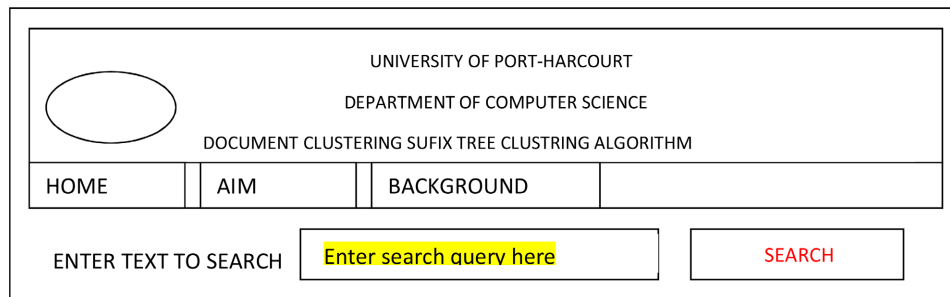 UNIVERSITY OF PORT-HARCOURT
DEPARTMENT OF COMPUTER SCIENCE
DOCUMENT CLUSTERING SUFIX TREE CLUSTRING ALGORITHM
HOME AIM BACKGROUND
ENTER TEXT TO SEARCH Enter search query here SEARCH